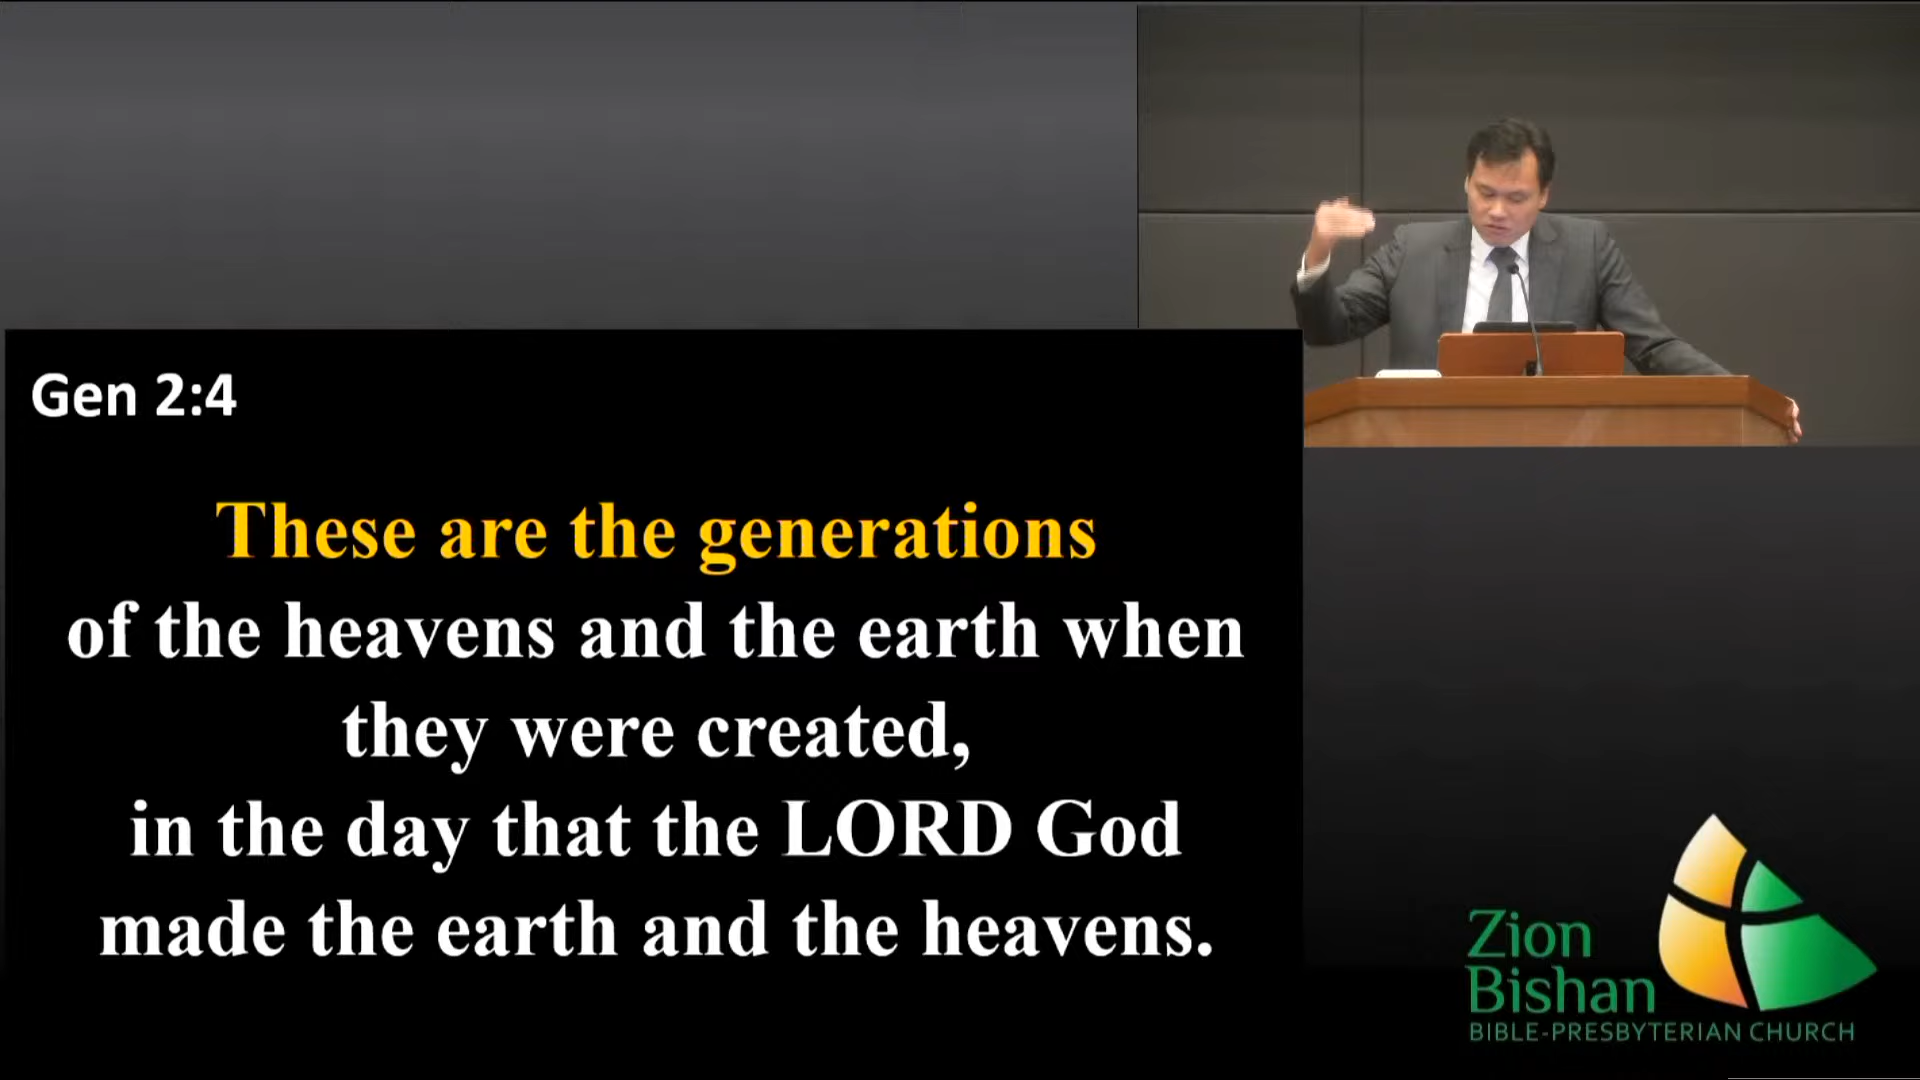 Gen 2:4
These are the generations
of the heavens and the earth when
they were created,
in the day that the LORD God
made the earth and the heavens.
Zion
Bishan
BIBLE-PRESBYTERIAN CHURCH